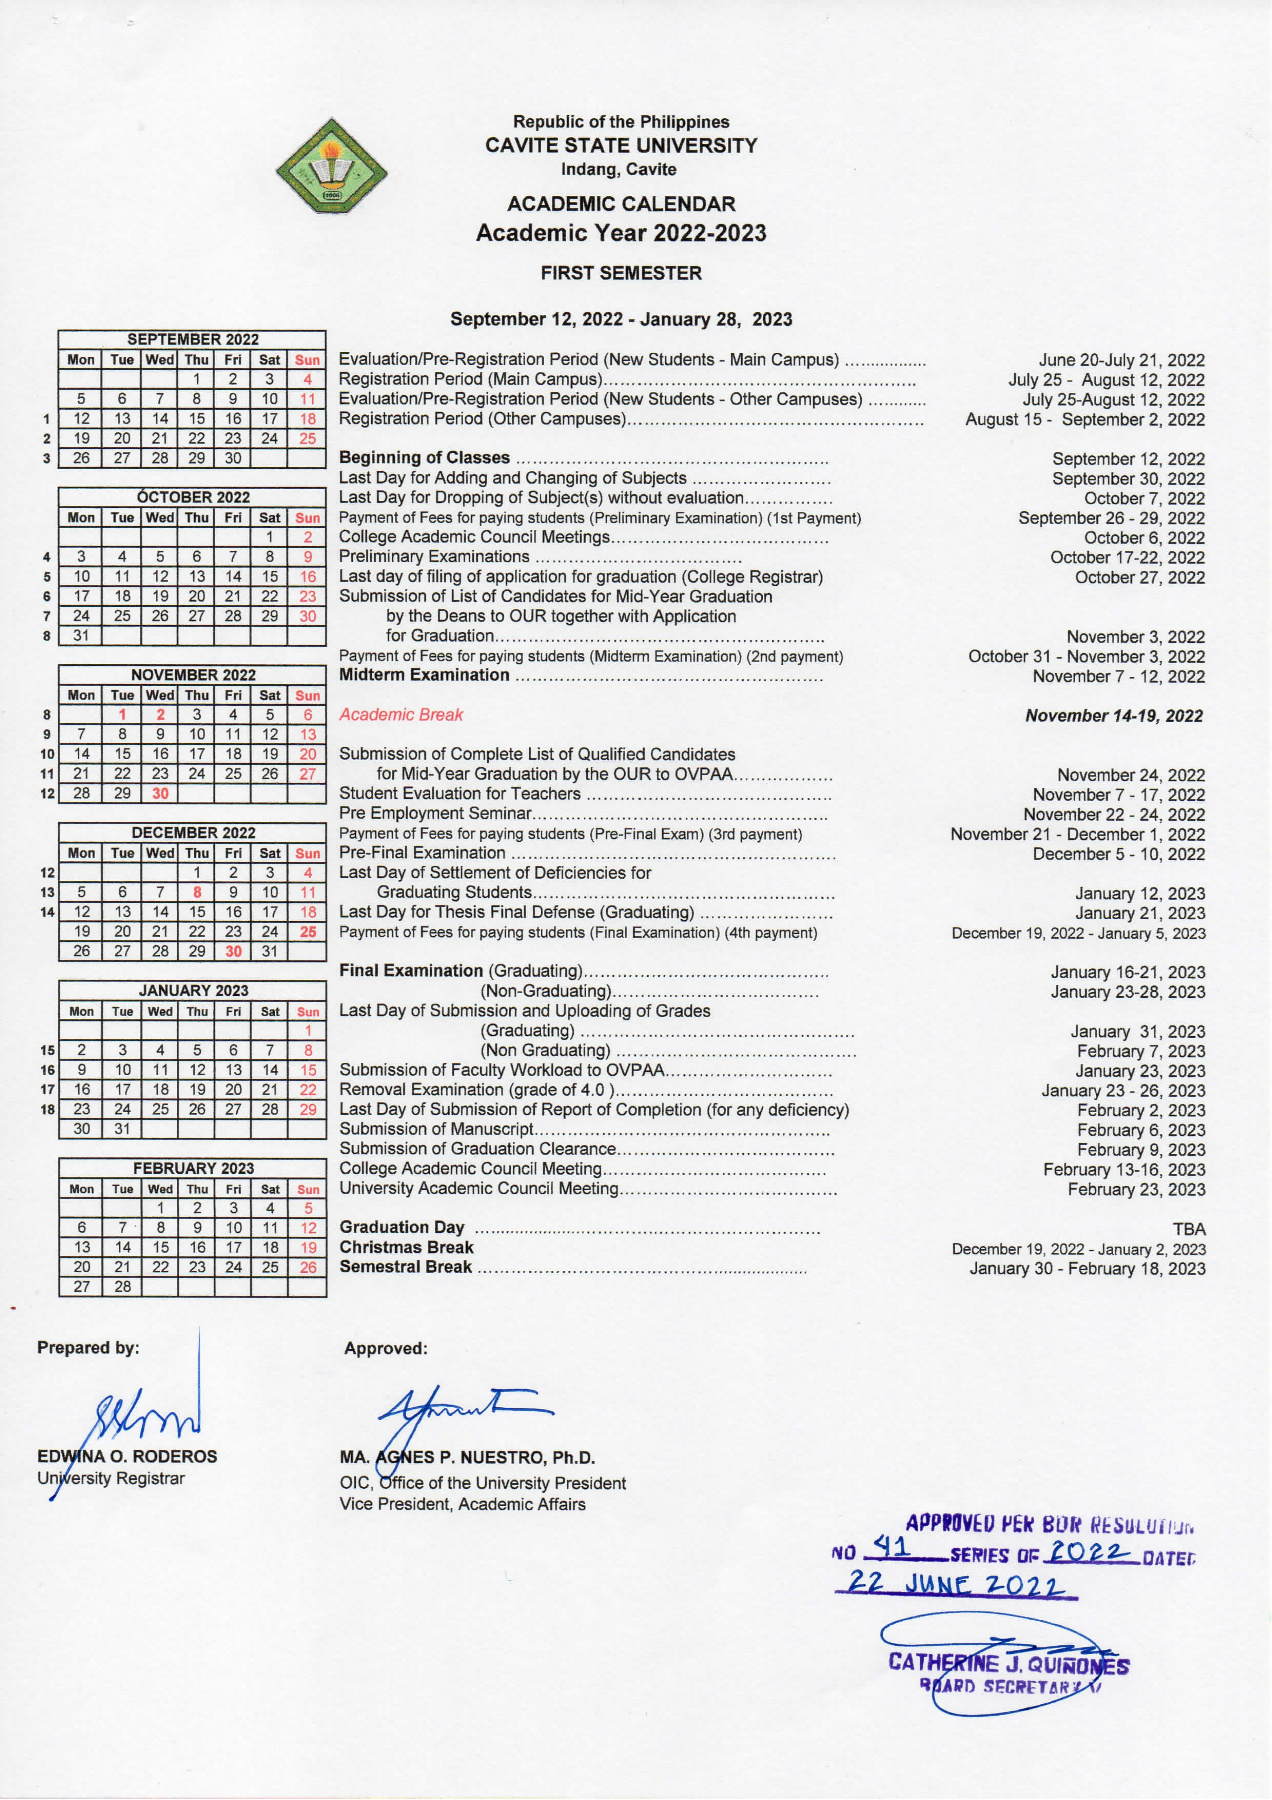 Republic of the Philippines
CAVITE STATE UNIVERSITY
Indang, Cavite
ACADEMIC CALENDAR
Academic Year 2022-2023
FIRST SEMESTER
September 12, 2022 - January 28, 2023
SEPTEMBER 2022
Mon Tue Wed Thu Fri Sat Sun
1 2 3 4
5 6 7 8 9 10 11
1 12 13 14 15 16 17 18
2 19 20 21 22 23 24 25
3 26 27 28 29 30
OCTOBER 2022
Mon Tue Wed Thu Fri Sat Sun
1 2
4 3 4 5 6 7 8 9
5 10 11 12 13 14 15 16
6 17 18 19 20 21 22 23
7 24 25 26 27 28 29 30
8 31
NOVEMBER 2022
Mon Tue Wed Thu Fri Sat Sun
8 1 2 3 4 5 6
9 7 8 9 10 11 12 13
10 14 15 16 17 18 19 20
11 21 22 23 24 25 26 27
12 28 29 30
DECEMBER 2022
Mon Tue Wed Thu Fri Sat Sun
12 1 2 3 4
13 5 6 7 8 9 10 11
14 12 13 14 15 16 17 18
19 20 21 22 23 24 25
26 27 28 29 30 31
JANUARY 2023
Mon Tue Wed Thu Fri Sat Sun
1
15 2 3 4 5 6 7 8
16 9 10 11 12 13 14 15
17 16 17 18 19 20 21 22
18 23 24 25 26 27 28 29
30 31
FEBRUARY 2023
Mon Tue Wed Thu Fri Sat Sun
1 2 3 4 5
6 7 8 9 10 11 12
13 14 15 16 17 18 19
20 21 22 23 24 25 26
27 28
Evaluation/Pre-Registration Period (New Students - Main Campus) ................ June 20-July 21, 2022
Registration Period (Main Campus)................ July 25 - August 12, 2022
Evaluation/Pre-Registration Period (New Students - Other Campuses) ............ July 25-August 12, 2022
Registration Period (Other Campuses)................ August 15 - September 2, 2022
Beginning of Classes ................ September 12, 2022
Last Day for Adding and Changing of Subjects ................ September 30, 2022
Last Day for Dropping of Subject(s) without evaluation................ October 7, 2022
Payment of Fees for paying students (Preliminary Examination) (1st Payment) September 26 - 29, 2022
College Academic Council Meetings................ October 6, 2022
Preliminary Examinations ................ October 17-22, 2022
Last day of filing of application for graduation (College Registrar) October 27, 2022
Submission of List of Candidates for Mid-Year Graduation
by the Deans to OUR together with Application
for Graduation................ November 3, 2022
Payment of Fees for paying students (Midterm Examination) (2nd payment) October 31 - November 3, 2022
Midterm Examination ................ November 7 - 12, 2022
Academic Break November 14-19, 2022
Submission of Complete List of Qualified Candidates
for Mid-Year Graduation by the OUR to OVPAA................ November 24, 2022
Student Evaluation for Teachers ................ November 7 - 17, 2022
Pre Employment Seminar................ November 22 - 24, 2022
Payment of Fees for paying students (Pre-Final Exam) (3rd payment) November 21 - December 1, 2022
Pre-Final Examination ................ December 5 - 10, 2022
Last Day of Settlement of Deficiencies for
Graduating Students................ January 12, 2023
Last Day for Thesis Final Defense (Graduating) ................ January 21, 2023
Payment of Fees for paying students (Final Examination) (4th payment) December 19, 2022 - January 5, 2023
Final Examination (Graduating)................ January 16-21, 2023
(Non-Graduating)................ January 23-28, 2023
Last Day of Submission and Uploading of Grades
(Graduating) ................ January 31, 2023
(Non Graduating) ................ February 7, 2023
Submission of Faculty Workload to OVPAA................ January 23, 2023
Removal Examination (grade of 4.0 )................ January 23 - 26, 2023
Last Day of Submission of Report of Completion (for any deficiency) February 2, 2023
Submission of Manuscript................ February 6, 2023
Submission of Graduation Clearance................ February 9, 2023
College Academic Council Meeting................ February 13-16, 2023
University Academic Council Meeting................ February 23, 2023
Graduation Day ................ TBA
Christmas Break December 19, 2022 - January 2, 2023
Semestral Break ................ January 30 - February 18, 2023
Prepared by:
EDWINA O. RODEROS
University Registrar
Approved:
MA. AGNES P. NUESTRO, Ph.D.
OIC, Office of the University President
Vice President, Academic Affairs
APPROVED PER BOR RESOLUTION
NO 41 SERIES OF 2022 DATED
22 JUNE 2022
CATHERINE J. QUIÑONES
BOARD SECRETARY V